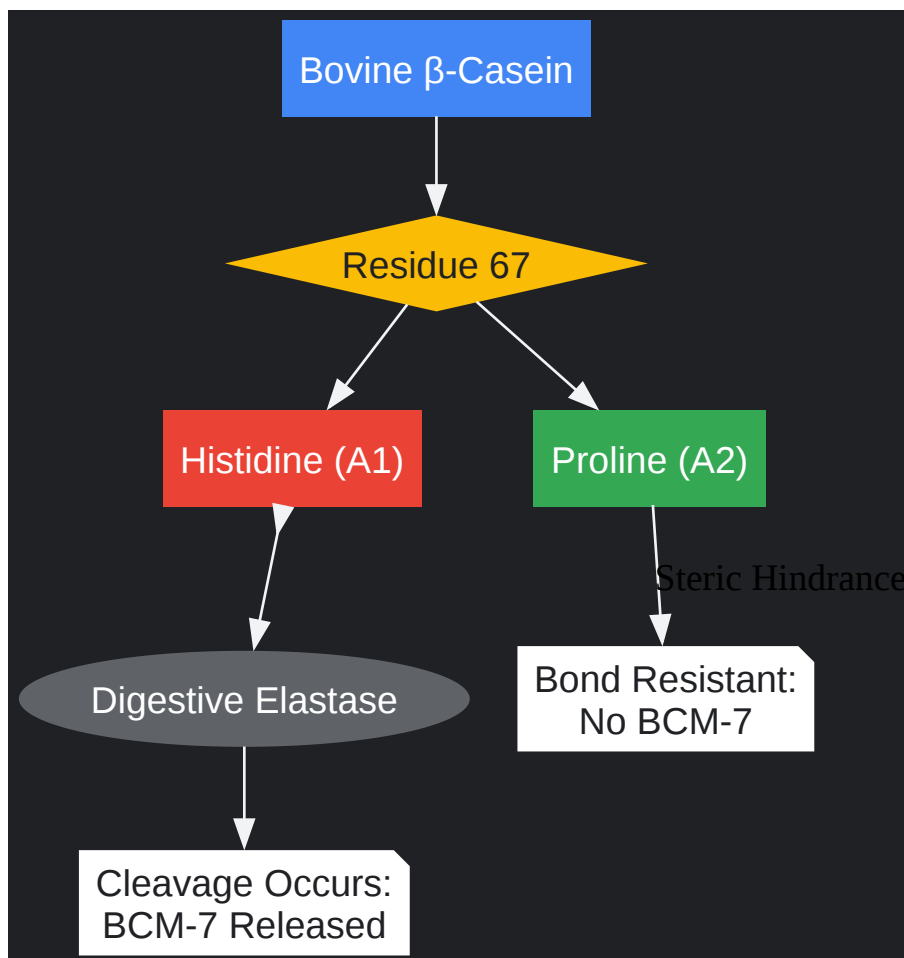 Bovine β-Casein
Residue 67
Histidine (A1)
Proline (A2)
Steric Hindrance
Digestive Elastase
Bond Resistant:
No BCM-7
Cleavage Occurs:
BCM-7 Released